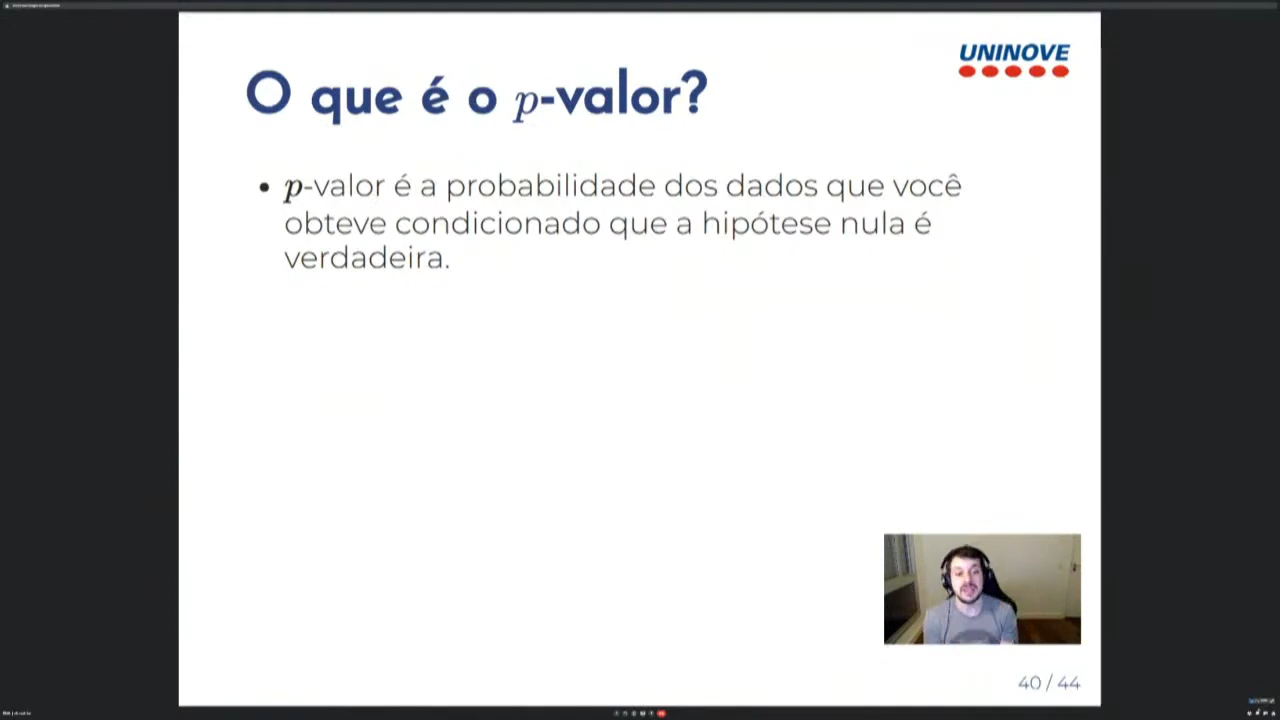 UNINOVE
O que é o p-valor?
• p-valor é a probabilidade dos dados que você
obteve condicionado que a hipótese nula é
verdadeira.
40 / 44